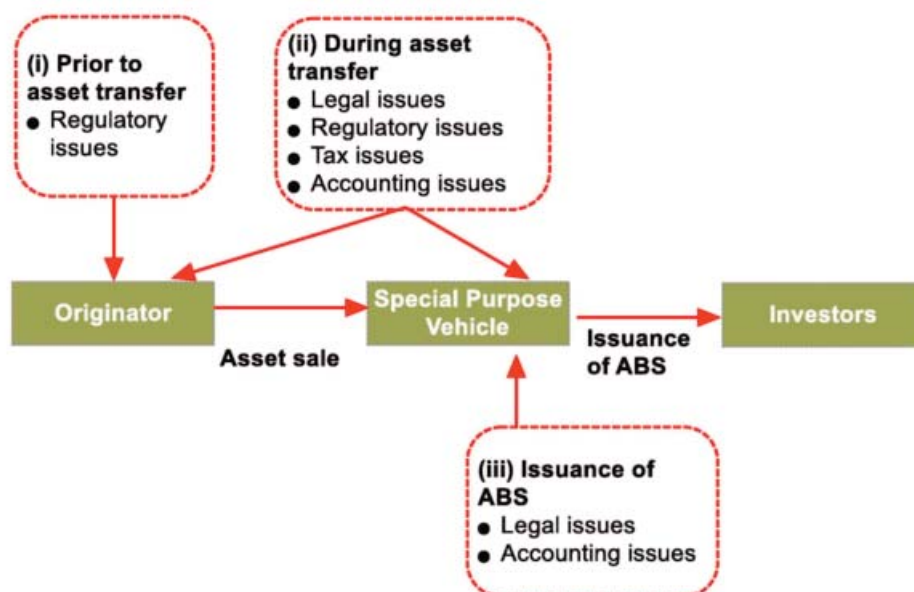 (i) Prior to
asset transfer
● Regulatory
issues
(ii) During asset
transfer
● Legal issues
● Regulatory issues
● Tax issues
● Accounting issues
Originator
Asset sale
Special Purpose
Vehicle
Issuance
of ABS
Investors
(iii) Issuance of
ABS
● Legal issues
● Accounting issues